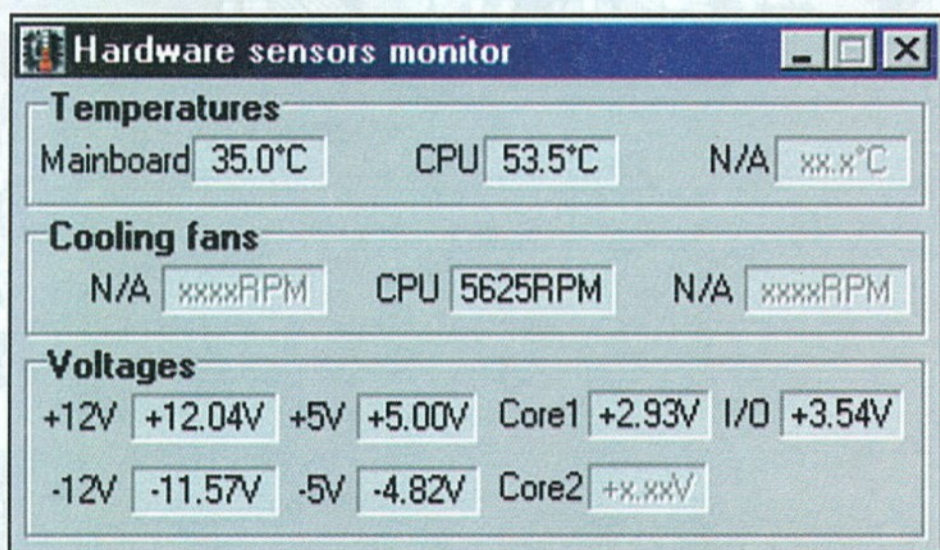 Hardware sensors monitor
Temperatures
Mainboard 35.0°C CPU 53.5°C N/A xx.x°C
Cooling fans
N/A xxxxRPM CPU 5625RPM N/A xxxxRPM
Voltages
+12V +12.04V +5V +5.00V Core1 +2.93V I/O +3.54V
-12V -11.57V -5V -4.82V Core2 +x.xxV